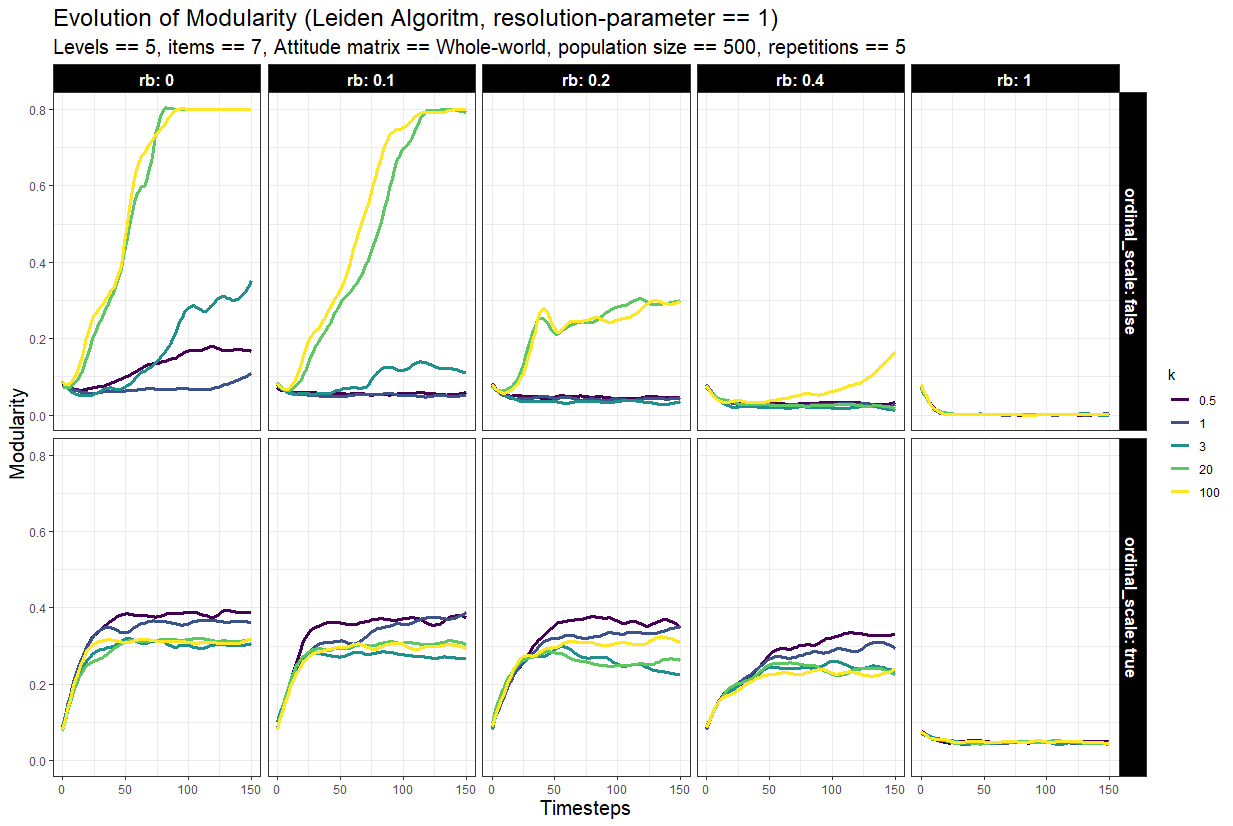 Evolution of Modularity (Leiden Algoritm, resolution-parameter == 1)
Levels == 5, items == 7, Attitude matrix == Whole-world, population size == 500, repetitions == 5
rb: 0 rb: 0.1 rb: 0.2 rb: 0.4 rb: 1
0.8
0.6
0.4
0.2
0.0
ordinal_scale: false
0.8
0.6
0.4
0.2
0.0
ordinal_scale: true
Modularity
0 50 100 150 0 50 100 150 0 50 100 150 0 50 100 150 0 50 100 150
Timesteps
k
0.5
1
3
20
100